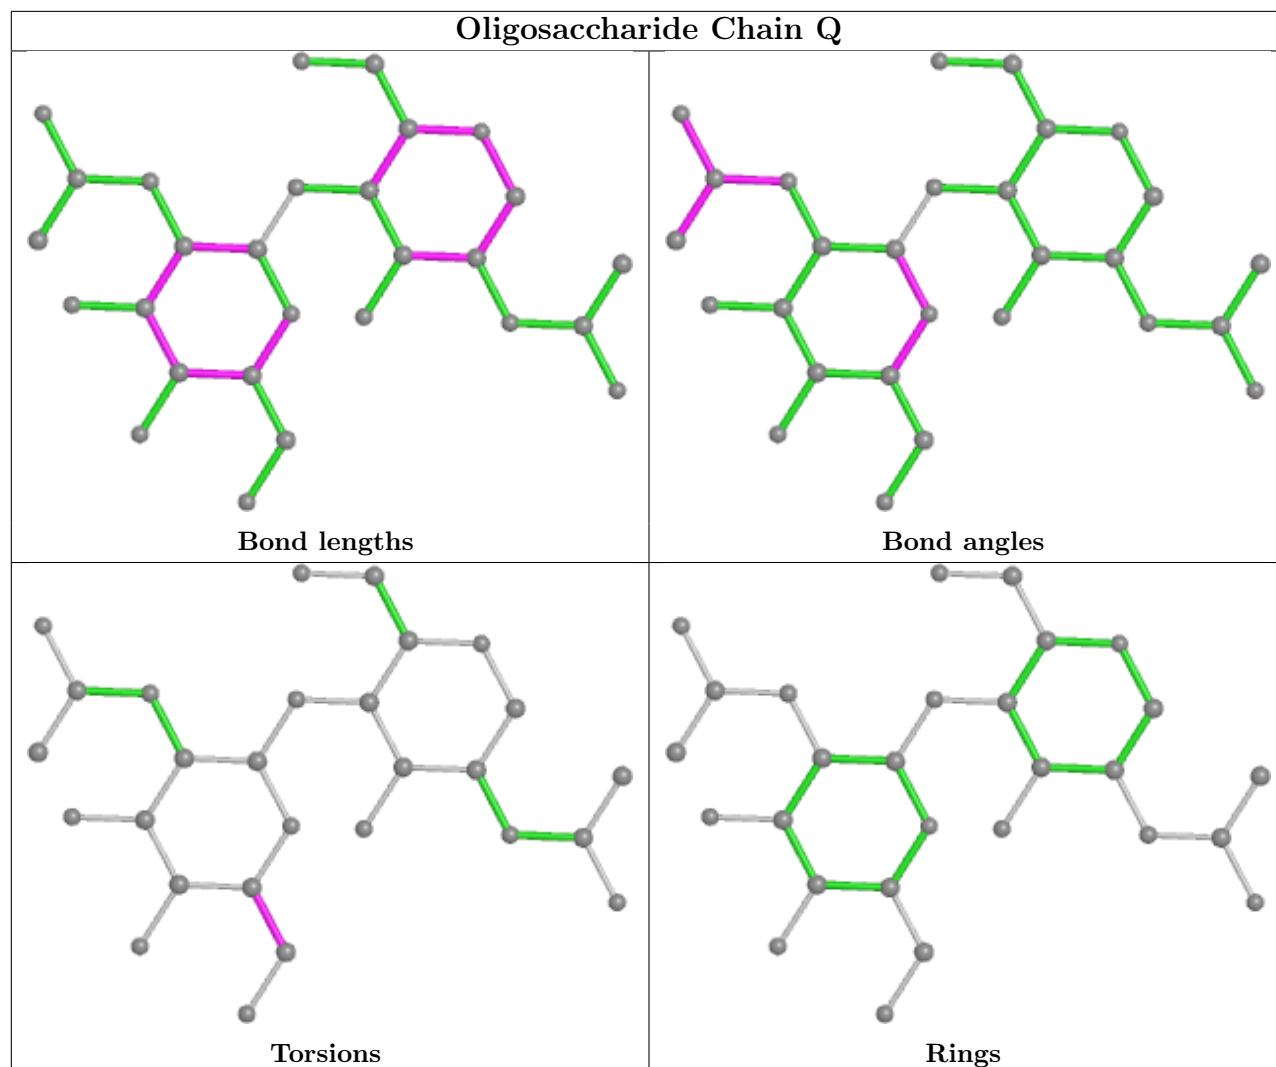 Oligosaccharide Chain Q
Bond lengths
Bond angles
Torsions
Rings